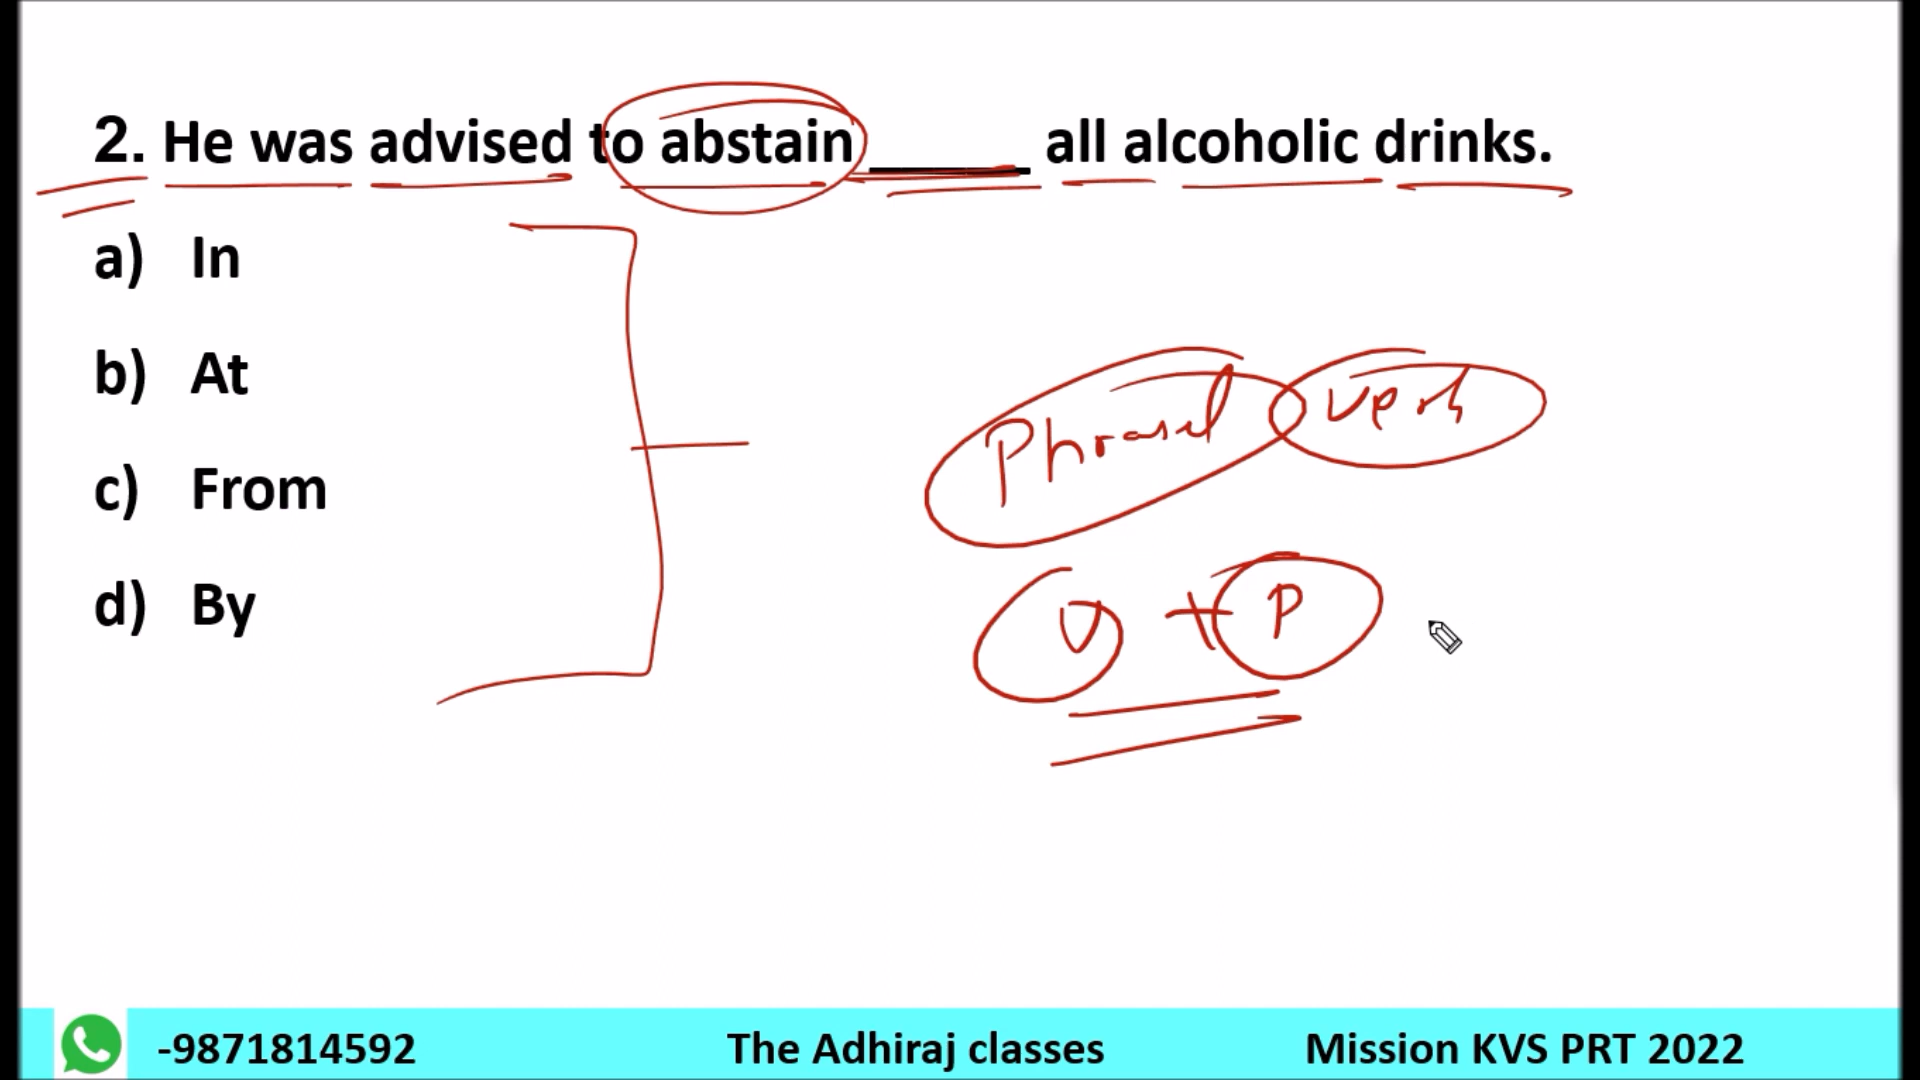 2. He was advised to abstain ______ all alcoholic drinks.
a) In
b) At
c) From
d) By
Phrasal verb
V + P
-9871814592 The Adhiraj classes Mission KVS PRT 2022